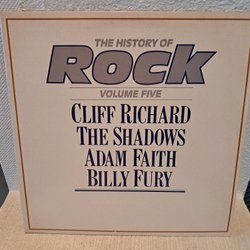 THE HISTORY OF
Rock
VOLUME FIVE
CLIFF RICHARD
THE SHADOWS
ADAM FAITH
BILLY FURY